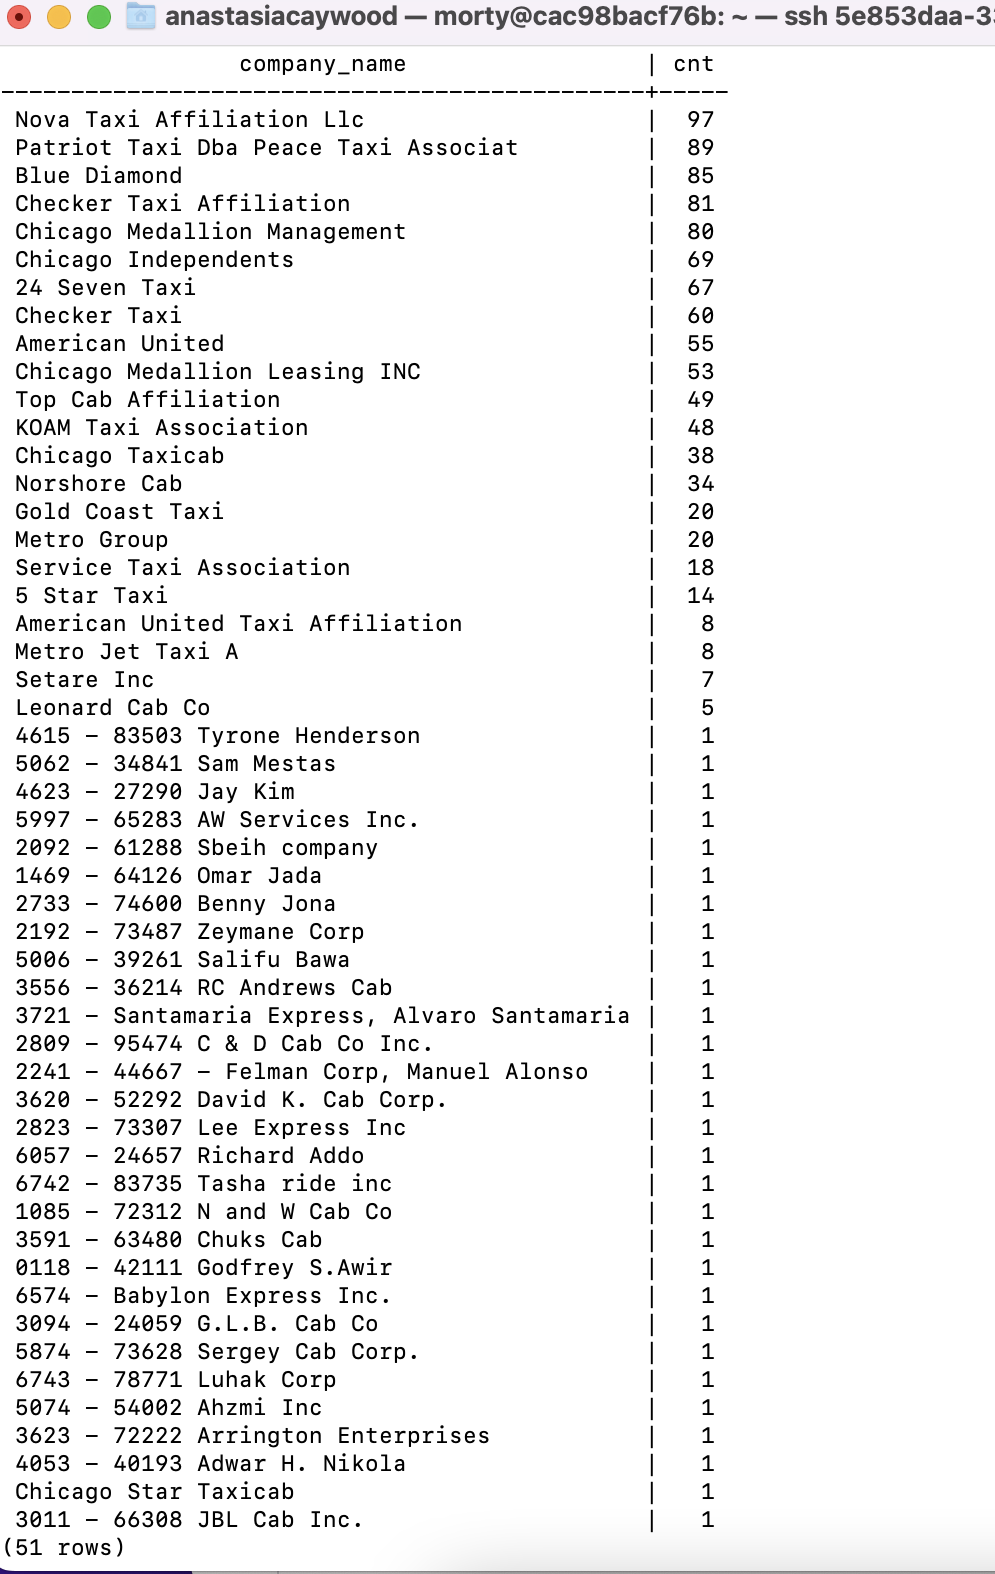 anastasiacaywood — morty@cac98bacf76b: ~ — ssh 5e853daa-3
company_name | cnt
----------------------------------------------+-----
Nova Taxi Affiliation Llc | 97
Patriot Taxi Dba Peace Taxi Associat | 89
Blue Diamond | 85
Checker Taxi Affiliation | 81
Chicago Medallion Management | 80
Chicago Independents | 69
24 Seven Taxi | 67
Checker Taxi | 60
American United | 55
Chicago Medallion Leasing INC | 53
Top Cab Affiliation | 49
KOAM Taxi Association | 48
Chicago Taxicab | 38
Norshore Cab | 34
Gold Coast Taxi | 20
Metro Group | 20
Service Taxi Association | 18
5 Star Taxi | 14
American United Taxi Affiliation | 8
Metro Jet Taxi A | 8
Setare Inc | 7
Leonard Cab Co | 5
4615 - 83503 Tyrone Henderson | 1
5062 - 34841 Sam Mestas | 1
4623 - 27290 Jay Kim | 1
5997 - 65283 AW Services Inc. | 1
2092 - 61288 Sbeih company | 1
1469 - 64126 Omar Jada | 1
2733 - 74600 Benny Jona | 1
2192 - 73487 Zeymane Corp | 1
5006 - 39261 Salifu Bawa | 1
3556 - 36214 RC Andrews Cab | 1
3721 - Santamaria Express, Alvaro Santamaria | 1
2809 - 95474 C & D Cab Co Inc. | 1
2241 - 44667 - Felman Corp, Manuel Alonso | 1
3620 - 52292 David K. Cab Corp. | 1
2823 - 73307 Lee Express Inc | 1
6057 - 24657 Richard Addo | 1
6742 - 83735 Tasha ride inc | 1
1085 - 72312 N and W Cab Co | 1
3591 - 63480 Chuks Cab | 1
0118 - 42111 Godfrey S.Awir | 1
6574 - Babylon Express Inc. | 1
3094 - 24059 G.L.B. Cab Co | 1
5874 - 73628 Sergey Cab Corp. | 1
6743 - 78771 Luhak Corp | 1
5074 - 54002 Ahzmi Inc | 1
3623 - 72222 Arrington Enterprises | 1
4053 - 40193 Adwar H. Nikola | 1
Chicago Star Taxicab | 1
3011 - 66308 JBL Cab Inc. | 1
(51 rows)